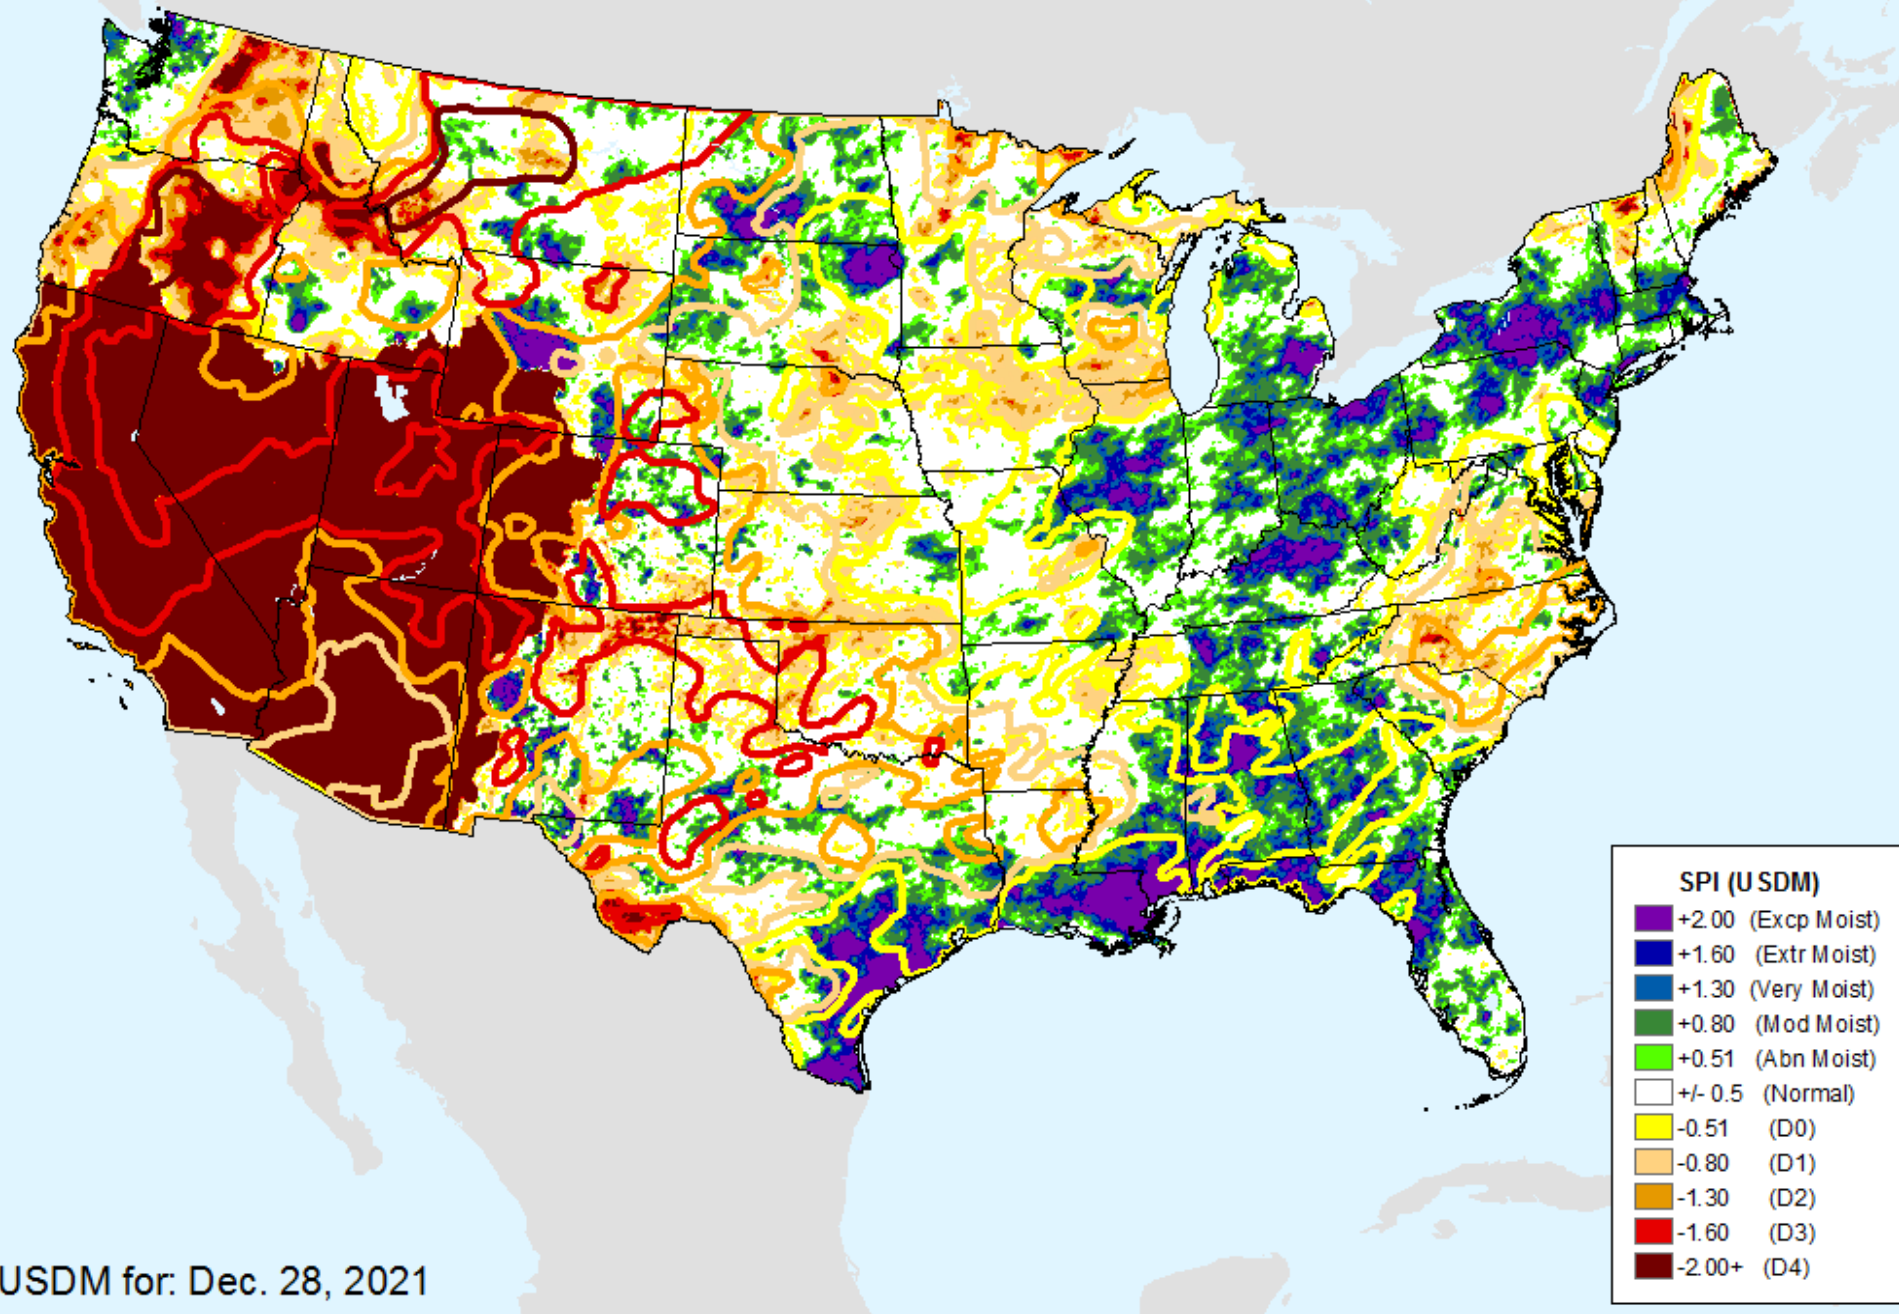 SPI (USDM)
+2.00 (Excp Moist)
+1.60 (Extr Moist)
+1.30 (Very Moist)
+0.80 (Mod Moist)
+0.51 (Abn Moist)
+/- 0.5 (Normal)
-0.51 (D0)
-0.80 (D1)
-1.30 (D2)
-1.60 (D3)
-2.00+ (D4)
USDM for: Dec. 28, 2021